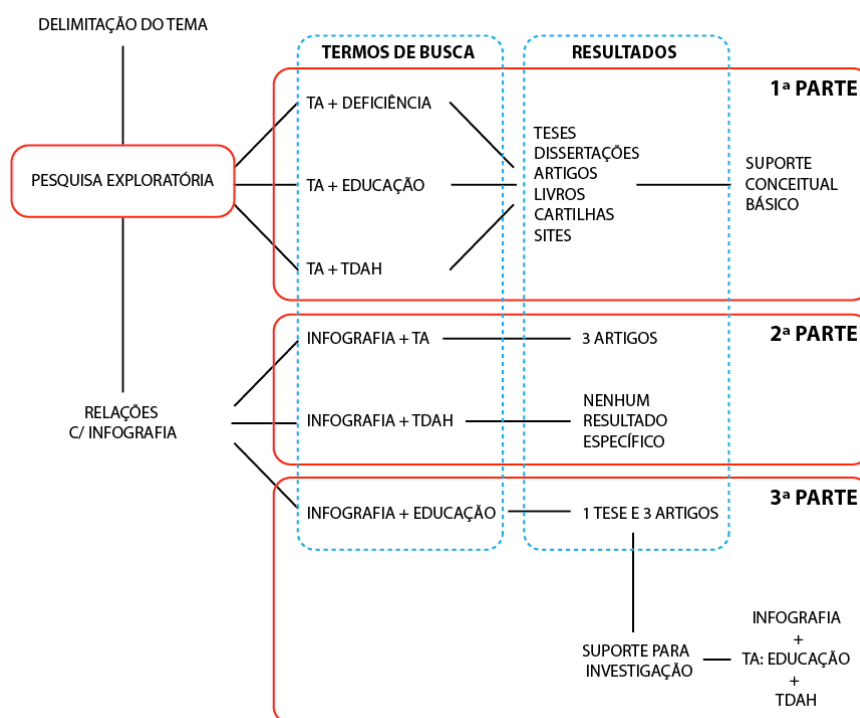 DELIMITAÇÃO DO TEMA
TERMOS DE BUSCA
RESULTADOS
1ª PARTE
PESQUISA EXPLORATÓRIA
TA + DEFICIÊNCIA
TA + EDUCAÇÃO
TA + TDAH
TESES
DISSERTAÇÕES
ARTIGOS
LIVROS
CARTILHAS
SITES
SUPORTE
CONCEITUAL
BÁSICO
2ª PARTE
RELAÇÕES
C/ INFOGRAFIA
INFOGRAFIA + TA
3 ARTIGOS
INFOGRAFIA + TDAH
NENHUM
RESULTADO
ESPECÍFICO
3ª PARTE
INFOGRAFIA + EDUCAÇÃO
1 TESE E 3 ARTIGOS
SUPORTE PARA
INVESTIGAÇÃO
INFOGRAFIA
+
TA: EDUCAÇÃO
+
TDAH